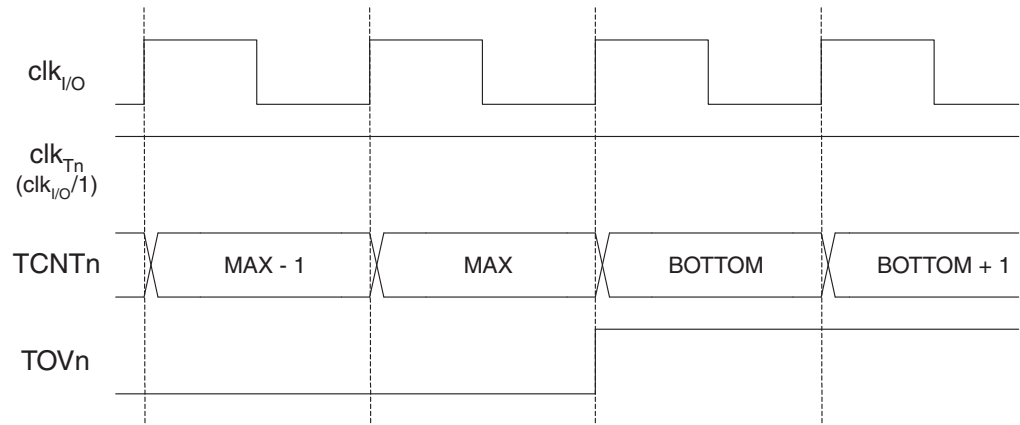 clkI/O
clkTn
(clkI/O/1)
TCNTn
MAX - 1
MAX
BOTTOM
BOTTOM + 1
TOVn